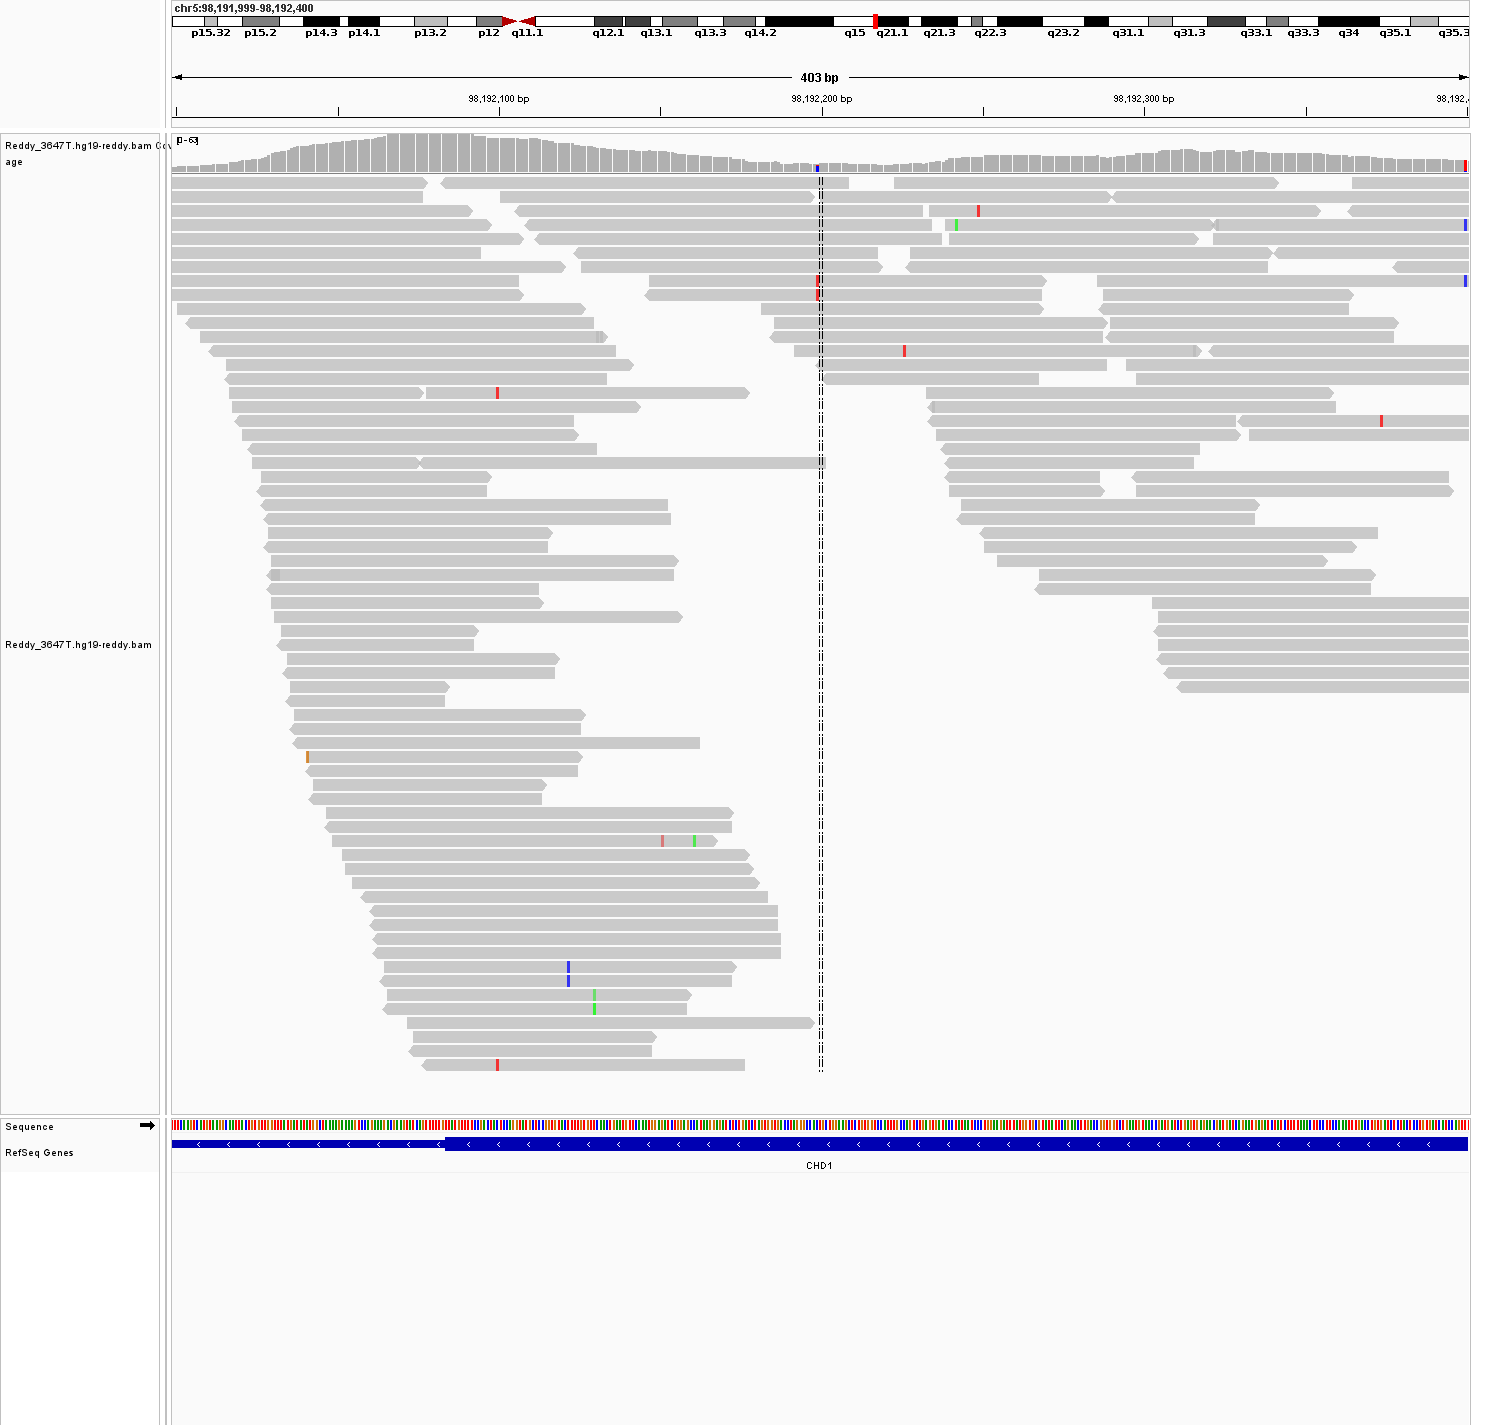 chr5:98,191,999-98,192,400
p15.32 p15.2 p14.3 p14.1 p13.2 p12 q11.1 q12.1 q13.1 q13.3 q14.2 q15 q21.1 q21.3 q22.3 q23.2 q31.1 q31.3 q33.1 q33.3 q34 q35.1 q35.3
403 bp
98,192,100 bp 98,192,200 bp 98,192,300 bp 98,192,
Reddy_3647T.hg19-reddy.bam Cov
age
[0-63]
Reddy_3647T.hg19-reddy.bam
Sequence
RefSeq Genes
CHD1